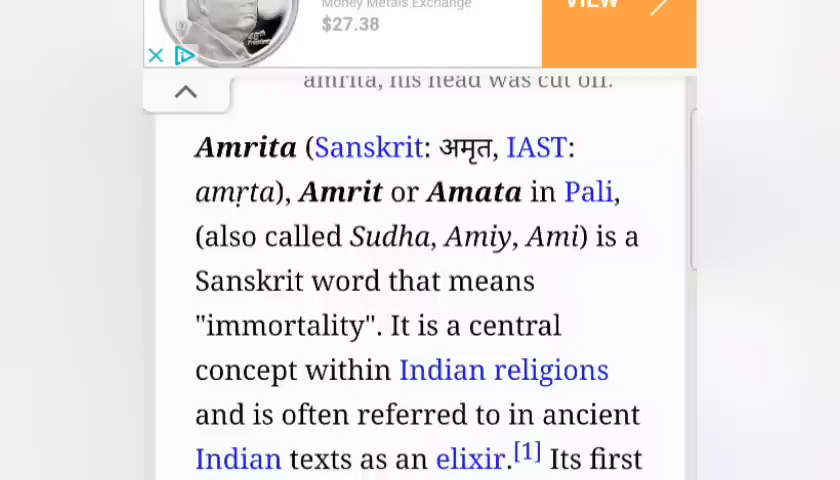 Money Metals Exchange
$27.38
VIEW
amrita, his head was cut off.
Amrita (Sanskrit: अमृत, IAST:
amṛta), Amrit or Amata in Pali,
(also called Sudha, Amiy, Ami) is a
Sanskrit word that means
"immortality". It is a central
concept within Indian religions
and is often referred to in ancient
Indian texts as an elixir.[1] Its first